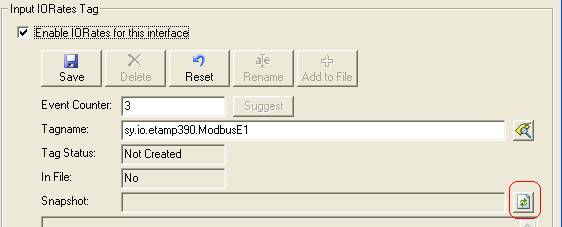 Input IORates Tag
Enable IORates for this interface
Save Delete Reset Rename Add to File
Event Counter: 3 Suggest
Tagname: sy.io.etamp390.ModbusE1
Tag Status: Not Created
In File: No
Snapshot: